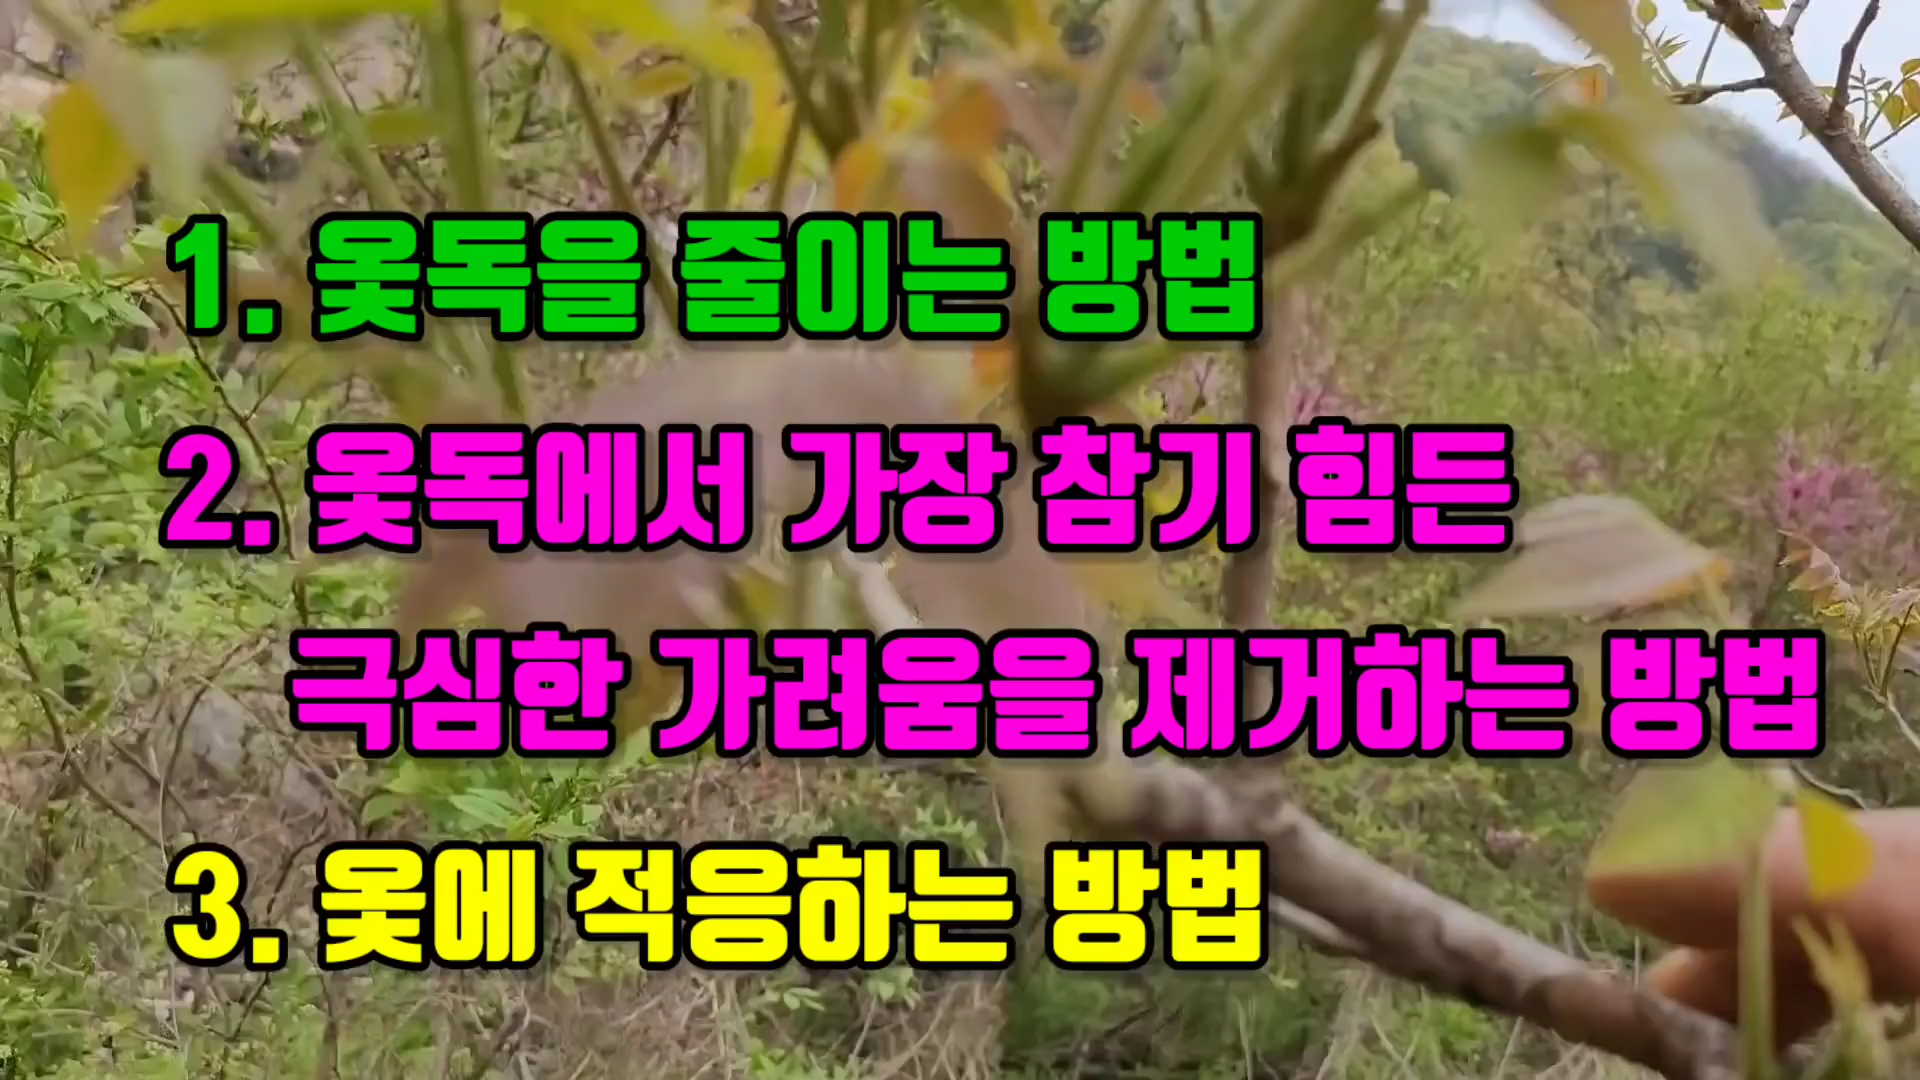 1. 옻독을 줄이는 방법
2. 옻독에서 가장 참기 힘든
극심한 가려움을 제거하는 방법
3. 옻에 적응하는 방법